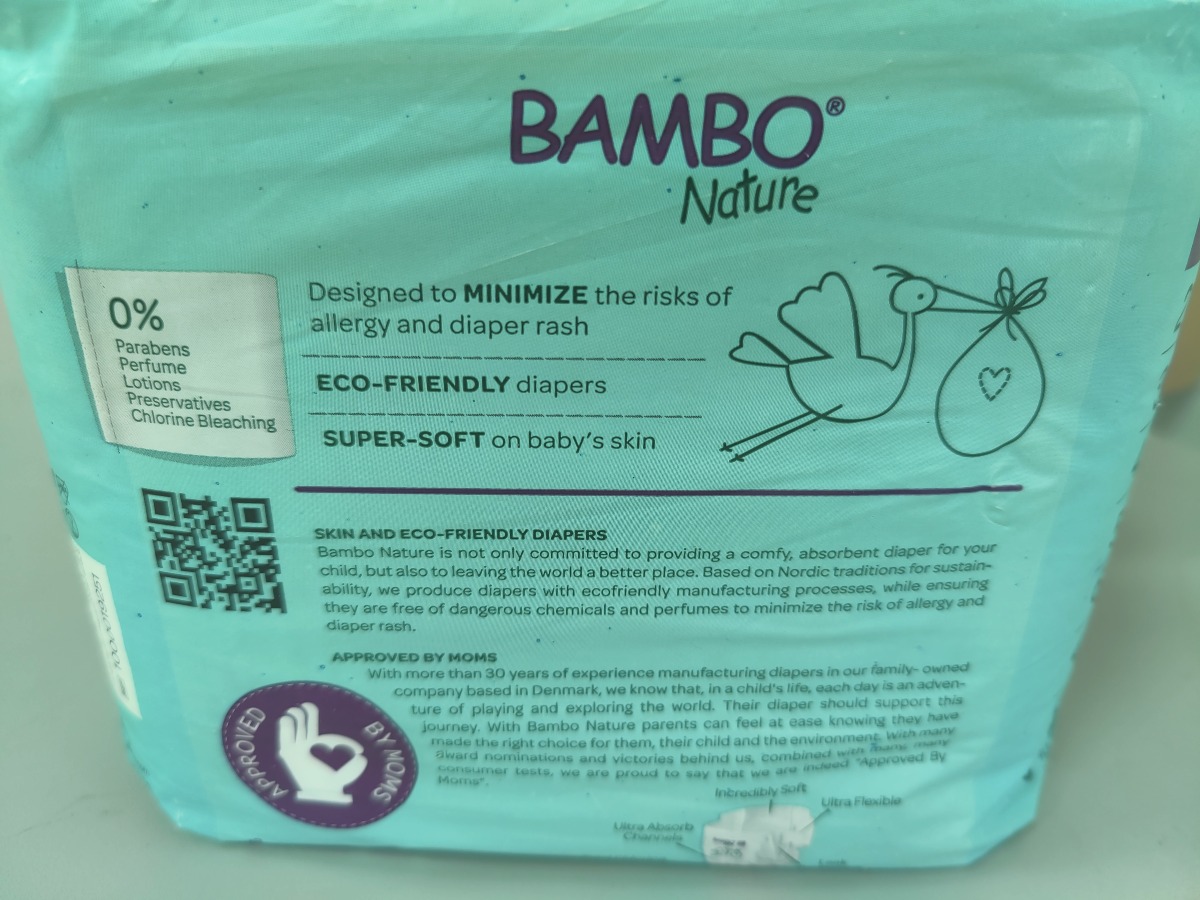 BAMBO®
Nature
0%
Parabens
Perfume
Lotions
Preservatives
Chlorine Bleaching
Designed to MINIMIZE the risks of
allergy and diaper rash
ECO-FRIENDLY diapers
SUPER-SOFT on baby's skin
SKIN AND ECO-FRIENDLY DIAPERS
Bambo Nature is not only committed to providing a comfy, absorbent diaper for your
child, but also to leaving the world a better place. Based on Nordic traditions for sustain-
ability, we produce diapers with ecofriendly manufacturing processes, while ensuring
they are free of dangerous chemicals and perfumes to minimize the risk of allergy and
diaper rash.
APPROVED BY MOMS
With more than 30 years of experience manufacturing diapers in our family- owned
company based in Denmark, we know that, in a child's life, each day is an adven-
ture of playing and exploring the world. Their diaper should support this
journey. With Bambo Nature parents can feel at ease knowing they have
made the right choice for them, their child and the environment. With many
award nominations and victories behind us, combined with many, many
consumer tests, we are proud to say that we are indeed "Approved By
Moms".
APPROVED BY MOMS
Incredibly Soft
Ultra Flexible
Ultra Absorb
Channels